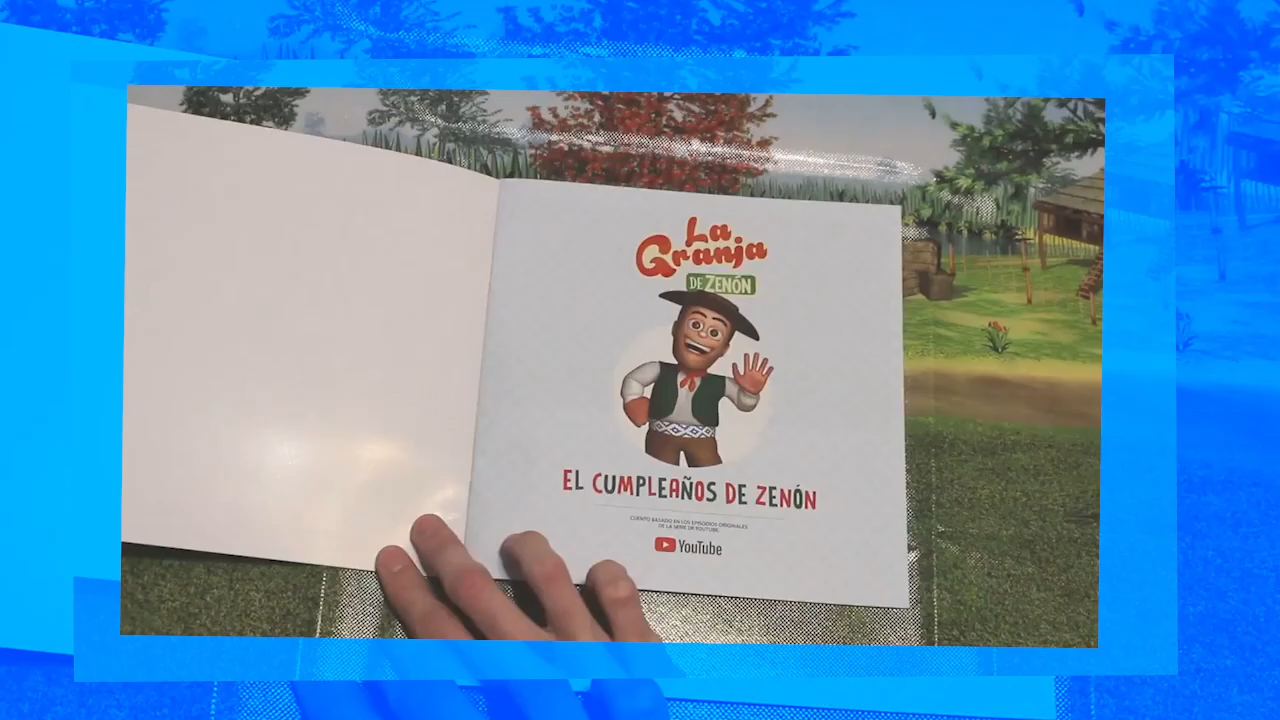 La
Granja
DE ZENÓN
EL CUMPLEAÑOS DE ZENÓN
CUENTO BASADO EN LOS EPISODIOS ORIGINALES
DE LA SERIE DE YOUTUBE
YouTube